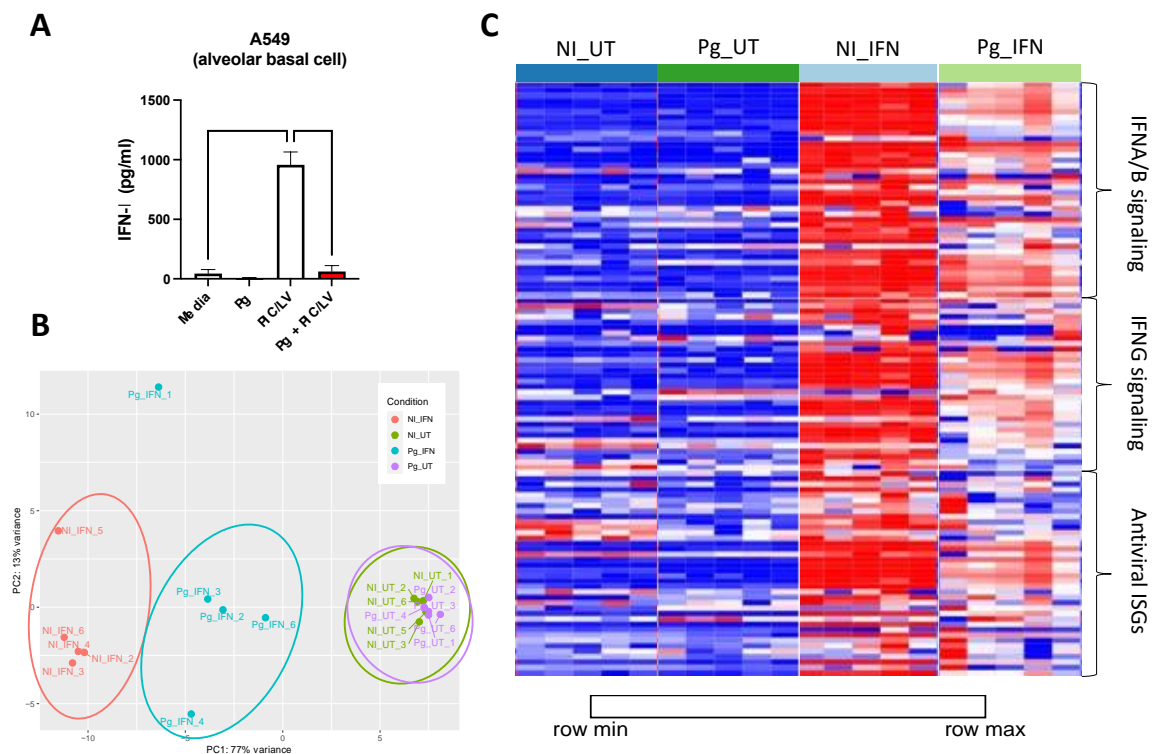 A
A549
(alveolar basal cell)
IFN-l (pg/ml)
1500
1000
500
0
Media
Pg
PI C/LV
Pg + PI C/LV
B
PC2: 13% variance
10
5
0
−5
−10
−5
0
5
PC1: 77% variance
Pg_IFN_1
NI_IFN_5
NI_IFN_6
NI_IFN_4
NI_IFN_2
NI_IFN_3
Pg_IFN_3
Pg_IFN_2
Pg_IFN_6
Pg_IFN_4
NI_UT_1
NI_UT_2
Pg_UT_2
NI_UT_6
Pg_UT_3
Pg_UT_4
NI_UT_5
Pg_UT_6
NI_UT_3
Pg_UT_1
Condition
NI_IFN
NI_UT
Pg_IFN
Pg_UT
C
NI_UT
Pg_UT
NI_IFN
Pg_IFN
IFNA/B signaling
IFNG signaling
Antiviral ISGs
row min
row max